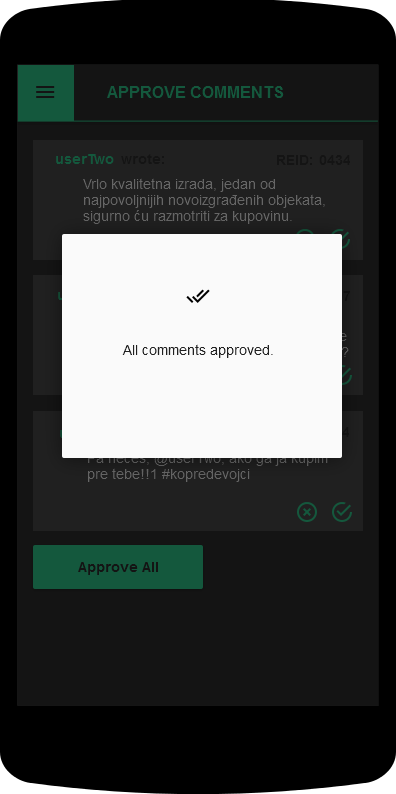 APPROVE COMMENTS
userTwo wrote:
REID: 0434
Vrlo kvalitetna izrada, jedan od
najpovoljnijih novoizgrađenih objekata,
sigurno ću razmotriti za kupovinu.
All comments approved.
Pa nećeš, @userTwo, ako ga ja kupim
pre tebe!!1 #kopredevojci
Approve All